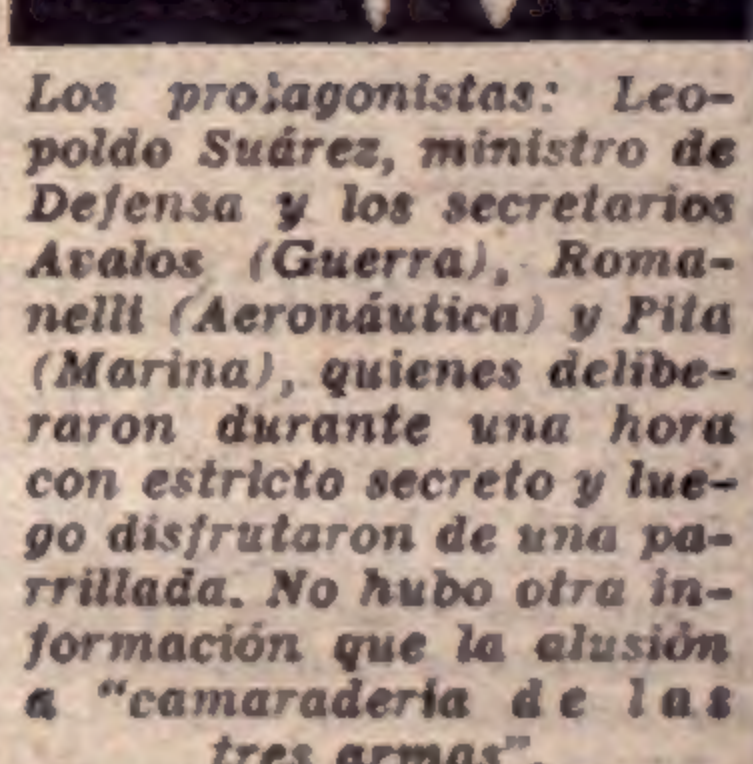 Los protagonistas: Leo-
poldo Suárez, ministro de
Defensa y los secretarios
Avalos (Guerra), Roma-
nelli (Aeronáutica) y Pita
(Marina), quienes delibe-
raron durante una hora
con estricto secreto y lue-
go disfrutaron de una pa-
rrillada. No hubo otra in-
formación que la alusión
a "camaradería de las
tres armas".